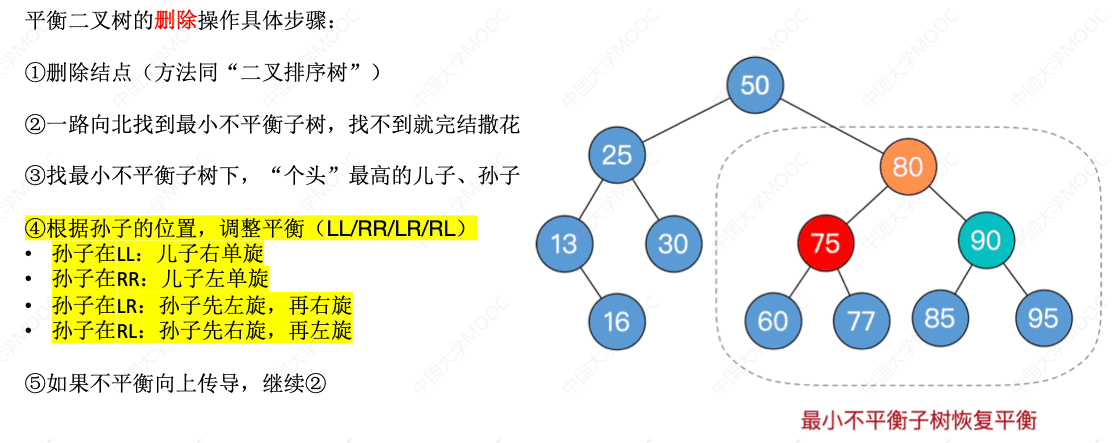 平衡二叉树的删除操作具体步骤：
①删除结点（方法同“二叉排序树”）
②一路向北找到最小不平衡子树，找不到就完结撒花
③找最小不平衡子树下，“个头”最高的儿子、孙子
④根据孙子的位置，调整平衡（LL/RR/LR/RL）
• 孙子在LL：儿子右单旋
• 孙子在RR：儿子左单旋
• 孙子在LR：孙子先左旋，再右旋
• 孙子在RL：孙子先右旋，再左旋
⑤如果不平衡向上传导，继续②
50
25
80
13
30
75
90
16
60
77
85
95
最小不平衡子树恢复平衡
中国大学MOOC